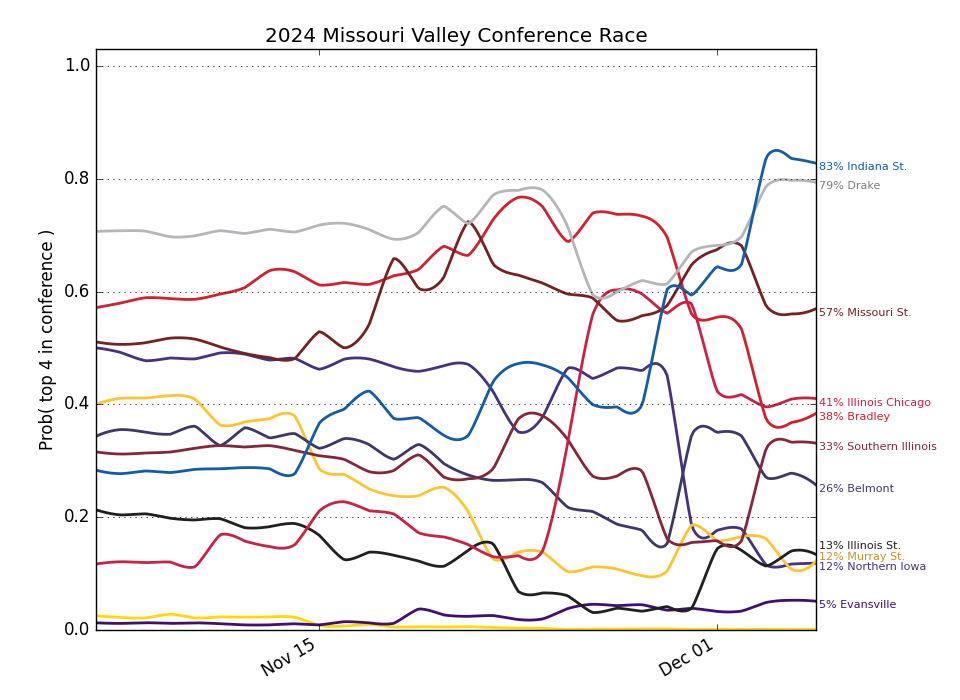 2024 Missouri Valley Conference Race
Prob( top 4 in conference )
1.0
0.8
0.6
0.4
0.2
0.0
Nov 15
Dec 01
83% Indiana St.
79% Drake
57% Missouri St.
41% Illinois Chicago
38% Bradley
33% Southern Illinois
26% Belmont
13% Illinois St.
12% Murray St.
12% Northern Iowa
5% Evansville